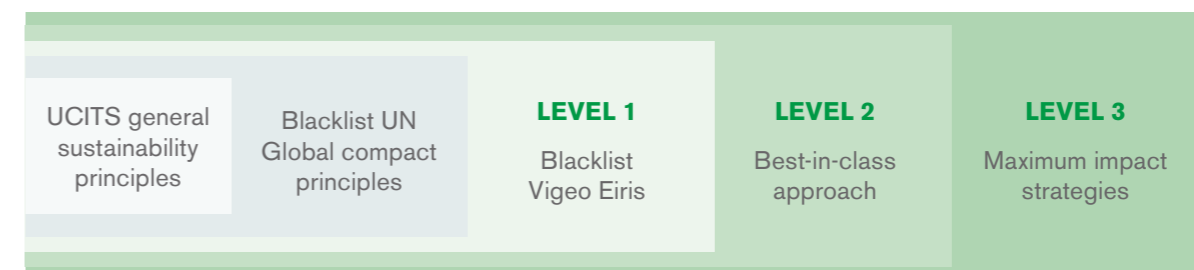 UCITS general
sustainability
principles
Blacklist UN
Global compact
principles
LEVEL 1
Blacklist
Vigeo Eiris
LEVEL 2
Best-in-class
approach
LEVEL 3
Maximum impact
strategies